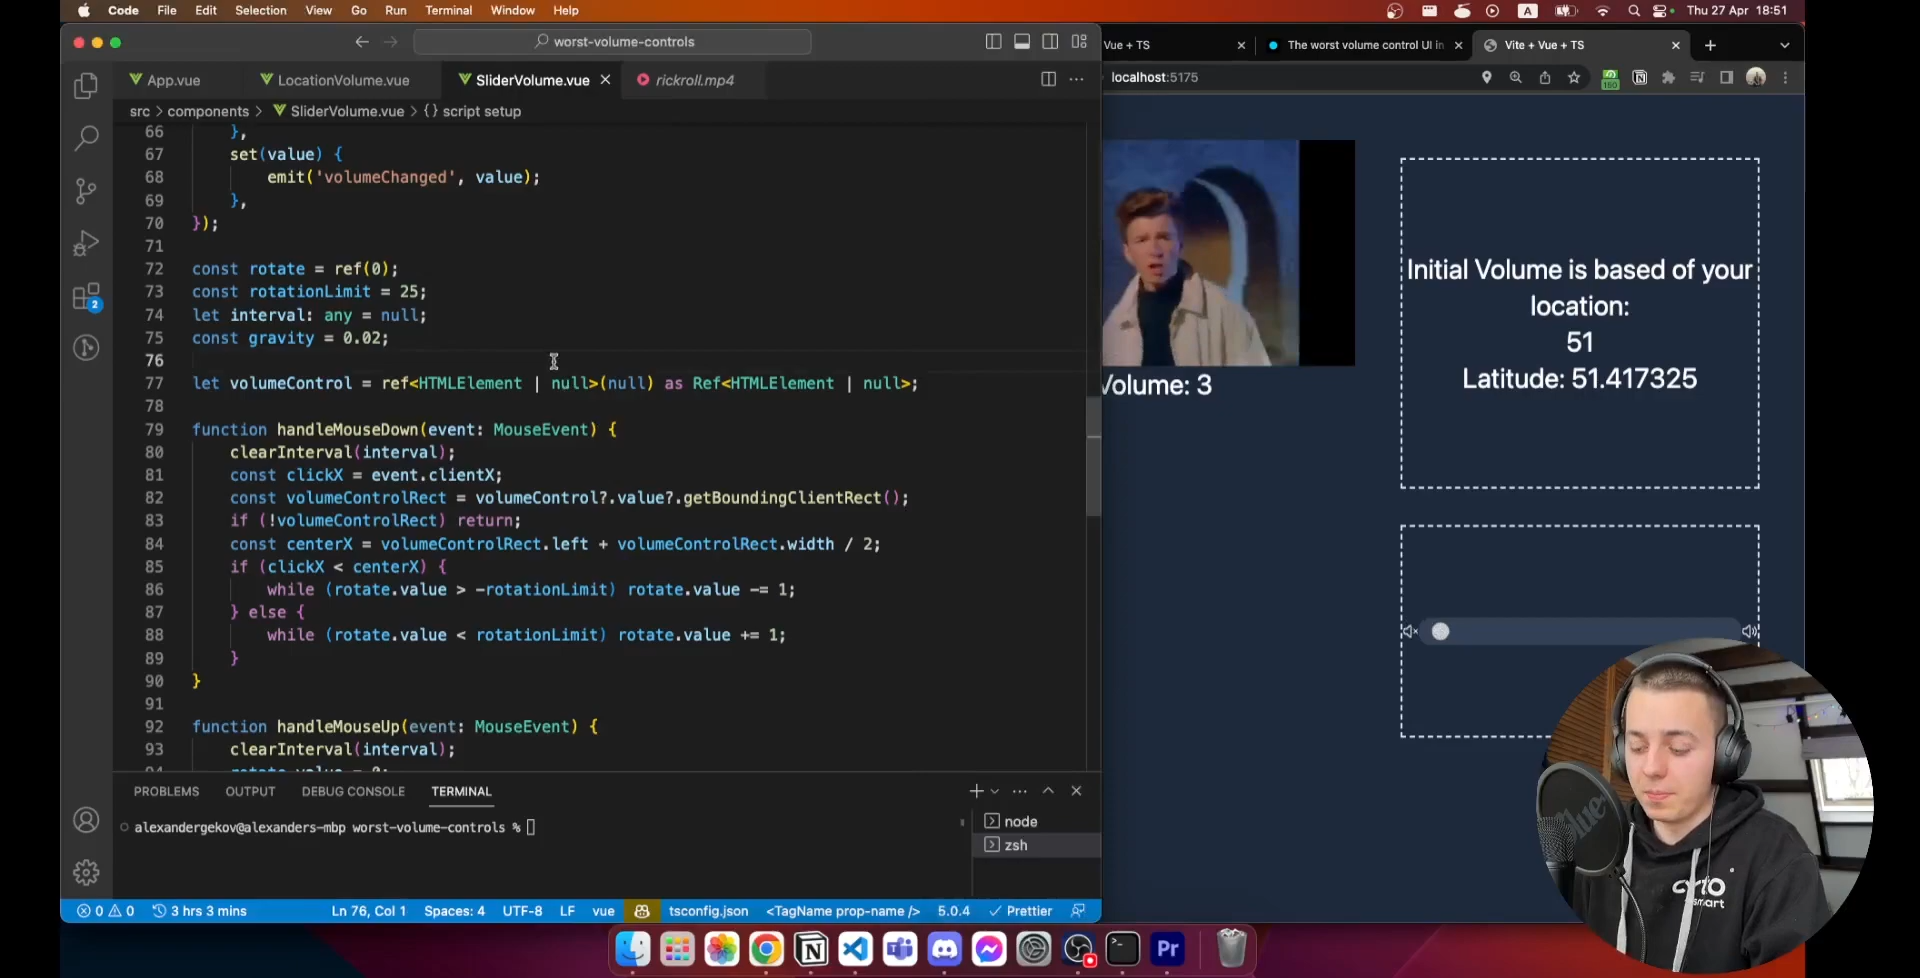 Code File Edit Selection View Go Run Terminal Window Help
A
Thu 27 Apr 18:51
worst-volume-controls
App.vue
LocationVolume.vue
SliderVolume.vue
rickroll.mp4
src > components > SliderVolume.vue > {} script setup
66 },
67 set(value) {
68 emit('volumeChanged', value);
69 },
70 });
71
72 const rotate = ref(0);
73 const rotationLimit = 25;
74 let interval: any = null;
75 const gravity = 0.02;
76
77 let volumeControl = ref<HTMLElement | null>(null) as Ref<HTMLElement | null>;
78
79 function handleMouseDown(event: MouseEvent) {
80 clearInterval(interval);
81 const clickX = event.clientX;
82 const volumeControlRect = volumeControl?.value?.getBoundingClientRect();
83 if (!volumeControlRect) return;
84 const centerX = volumeControlRect.left + volumeControlRect.width / 2;
85 if (clickX < centerX) {
86 while (rotate.value > -rotationLimit) rotate.value -= 1;
87 } else {
88 while (rotate.value < rotationLimit) rotate.value += 1;
89 }
90 }
91
92 function handleMouseUp(event: MouseEvent) {
93 clearInterval(interval);
94 rotate.value = 0;
2
PROBLEMS OUTPUT DEBUG CONSOLE TERMINAL
alexandergekov@alexanders-mbp worst-volume-controls %
node
zsh
0 0 3 hrs 3 mins Ln 76, Col 1 Spaces: 4 UTF-8 LF vue tsconfig.json <TagName prop-name /> 5.0.4 Prettier
Vue + TS
The worst volume control UI in
Vite + Vue + TS
localhost:5175
Volume: 3
Initial Volume is based of your
location:
51
Latitude: 51.417325
Blue
smart
Pr